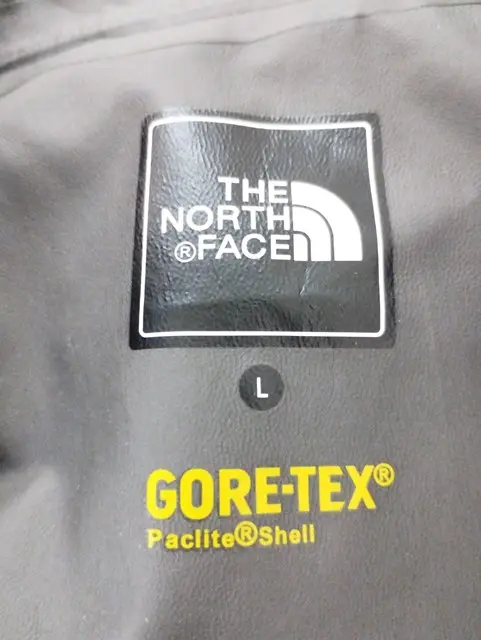 THE
NORTH
®FACE
L
GORE-TEX®
Paclite®Shell